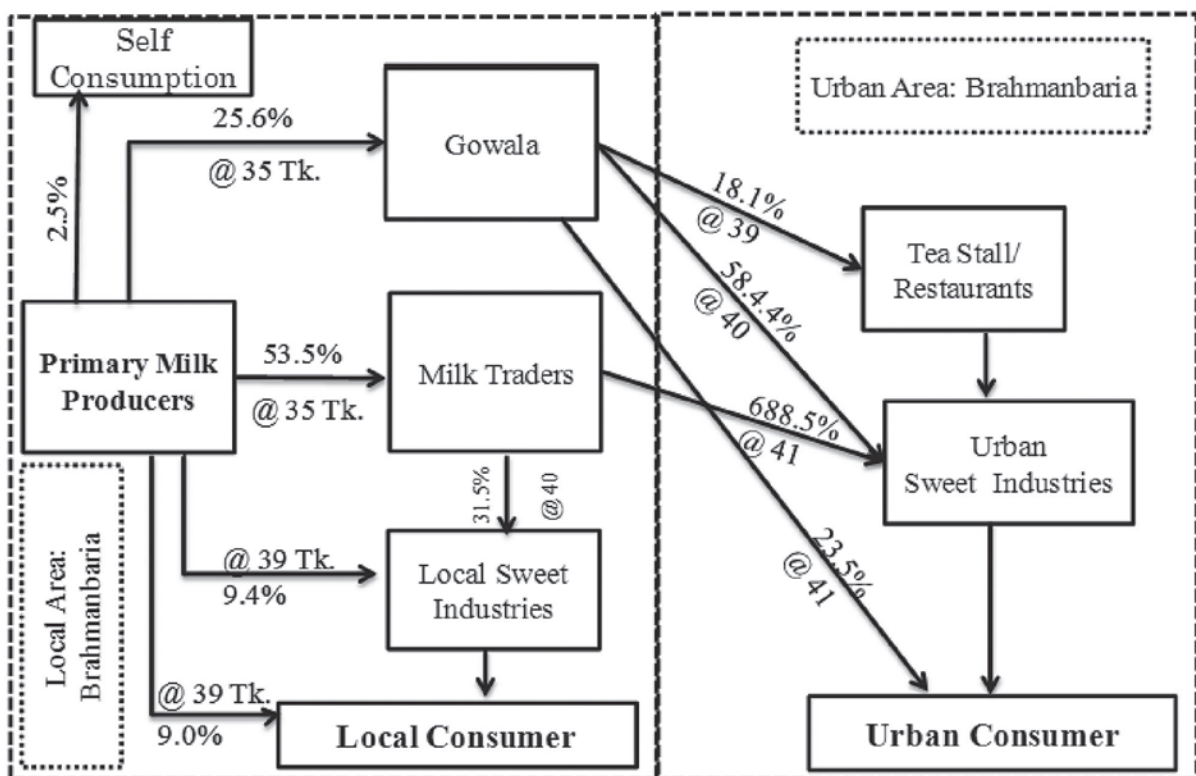 Self
Consumption
25.6%
@ 35 Tk.
2.5%
Gowala
Urban Area: Brahmanbaria
18.1%
@ 39
58.4.4%
@ 40
Tea Stall/
Restaurants
Primary Milk
Producers
53.5%
@ 35 Tk.
Milk Traders
688.5%
@ 41
Urban
Sweet Industries
31.5%
@40
Local Area:
Brahmanbaria
@ 39 Tk.
9.4%
Local Sweet
Industries
23.5%
@ 41
@ 39 Tk.
9.0%
Local Consumer
Urban Consumer